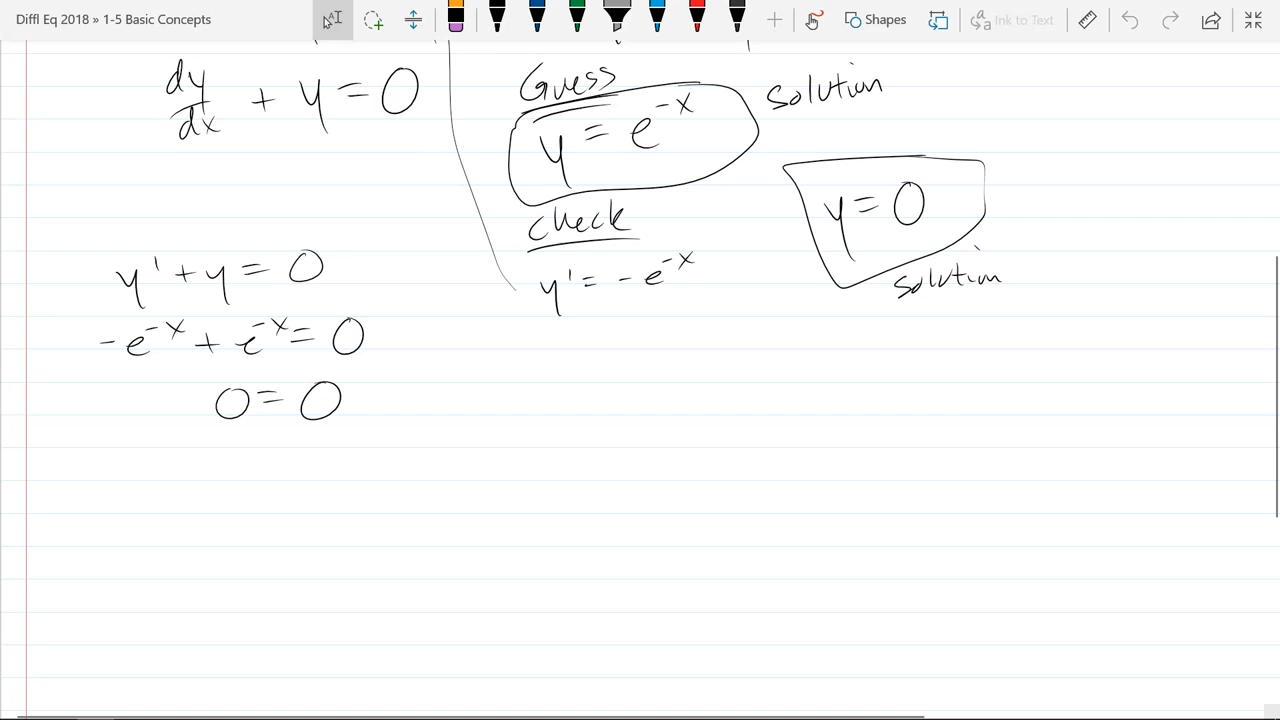 Diffl Eq 2018 » 1-5 Basic Concepts
Shapes
Ink to Text
dy/dx + y = 0
y' + y = 0
-e^-x + e^-x = 0
0 = 0
Guess
y = e^-x
solution
check
y' = -e^-x
y = 0
solution